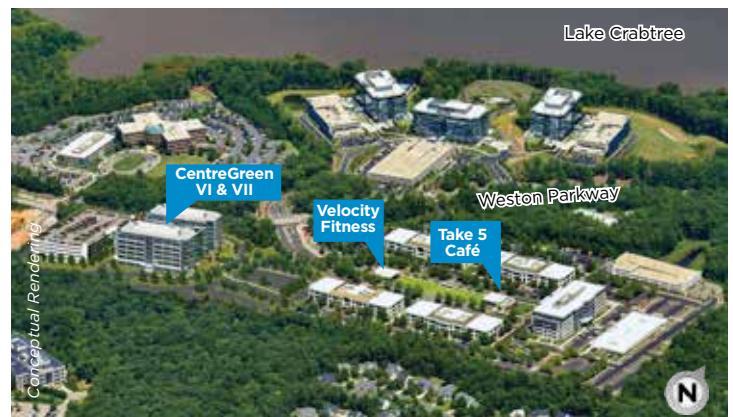 Lake Crabtree
CentreGreen
VI & VII
Weston Parkway
Velocity
Fitness
Take 5
Café
Conceptual Rendering
N